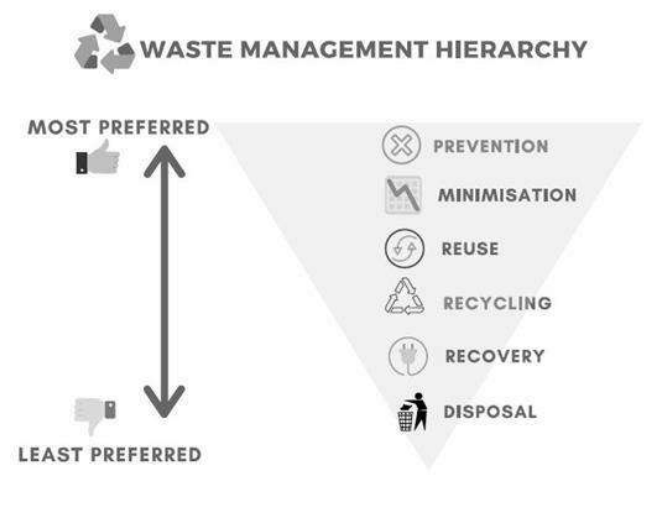 WASTE MANAGEMENT HIERARCHY
MOST PREFERRED
PREVENTION
MINIMISATION
REUSE
RECYCLING
RECOVERY
DISPOSAL
LEAST PREFERRED